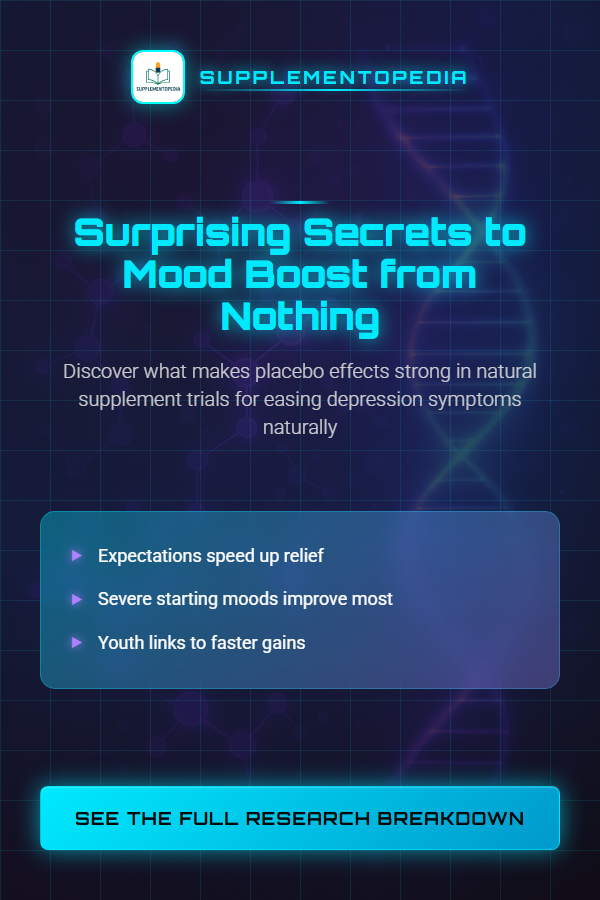 SUPPLEMENTOPEDIA
SUPPLEMENTOPEDIA
Surprising Secrets to
Mood Boost from
Nothing
Discover what makes placebo effects strong in natural
supplement trials for easing depression symptoms
naturally
Expectations speed up relief
Severe starting moods improve most
Youth links to faster gains
SEE THE FULL RESEARCH BREAKDOWN